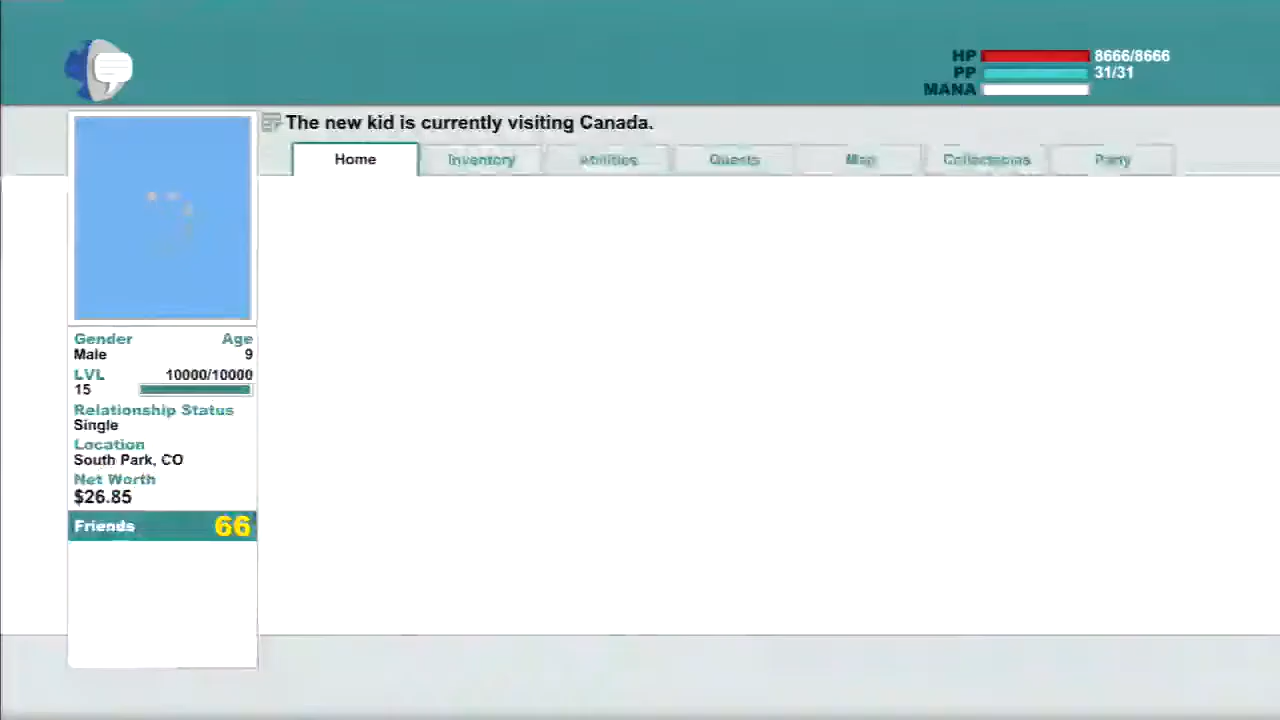 HP 8666/8666
PP 31/31
MANA
The new kid is currently visiting Canada.
Home Inventory Abilities Quests Map Collectables Party
Gender Age
Male 9
LVL 10000/10000
15
Relationship Status
Single
Location
South Park, CO
Net Worth
$26.85
Friends 66